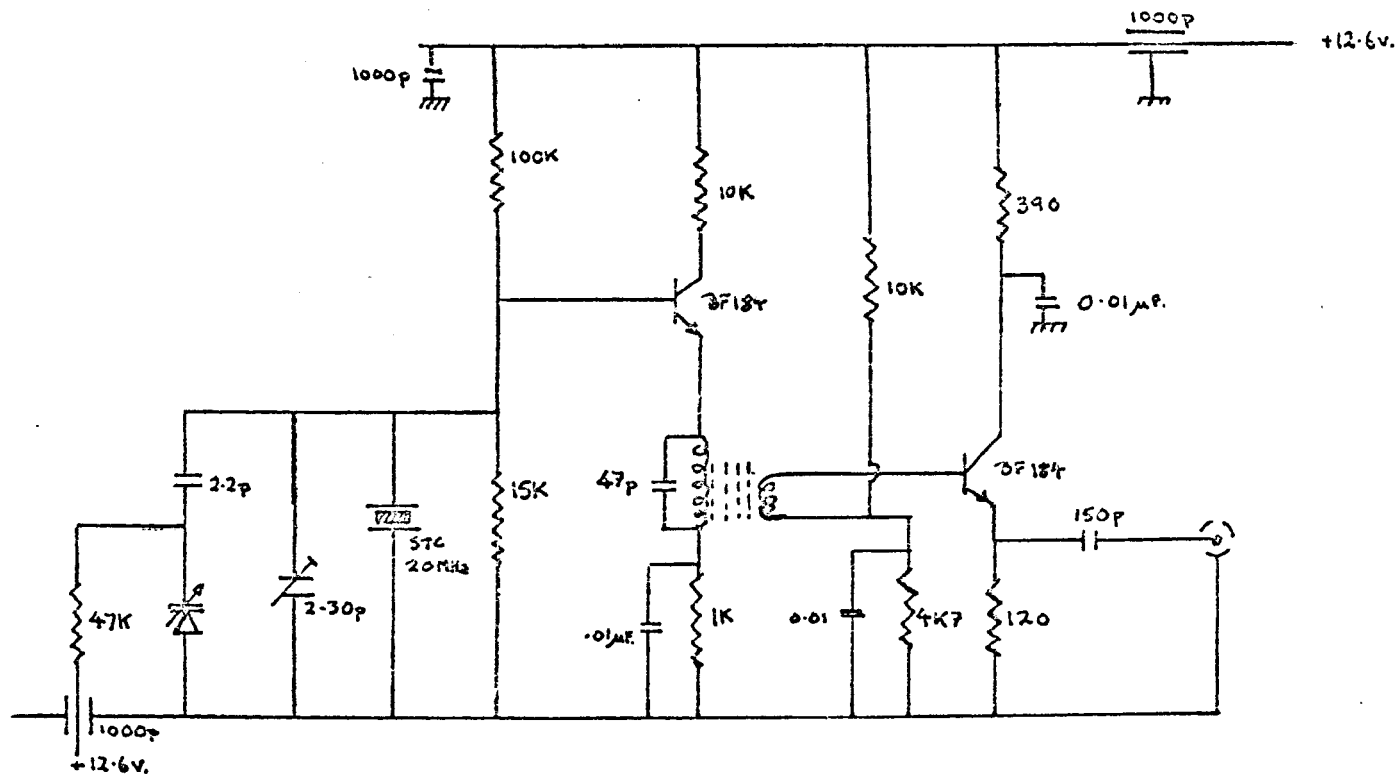 1000p
+12.6v.
1000p
100K
10K
390
10K
BF184
0.01µF.
2.2p
47p
BF184
15K
150p
STC
20MHz
2-30p
47K
.01µF.
1K
0.01
4K7
120
1000p
+12.6v.